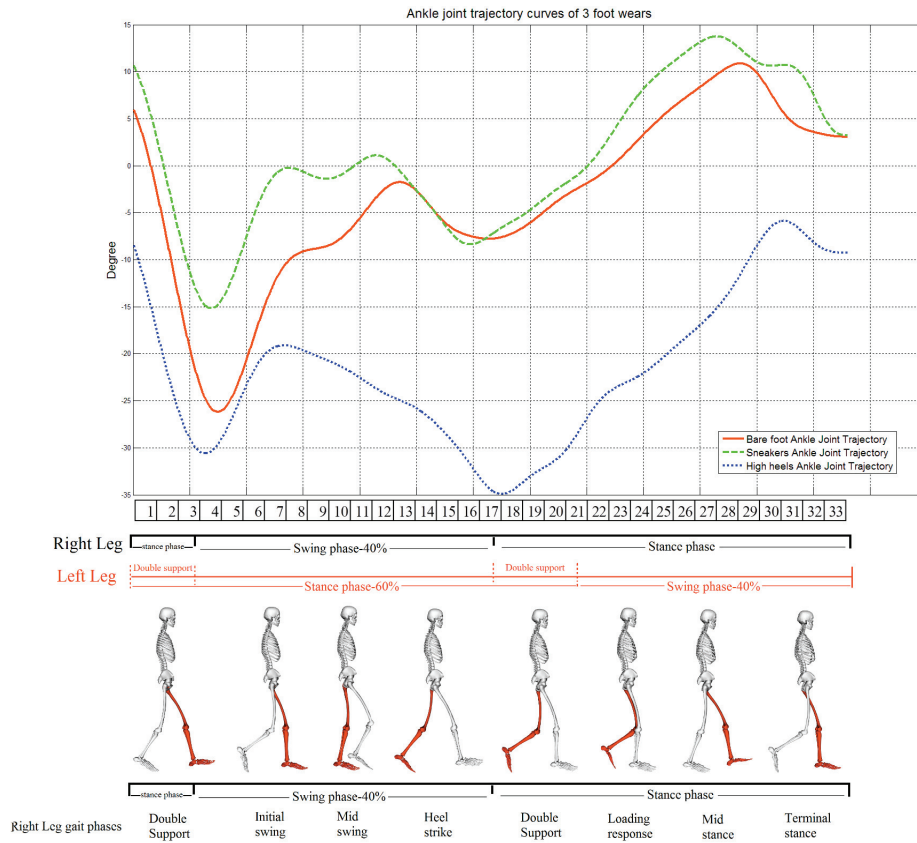 Ankle joint trajectory curves of 3 foot wears
15
10
5
0
-5
-10
-15
-20
-25
-30
-35
Degree
Bare foot Ankle Joint Trajectory
Sneakers Ankle Joint Trajectory
High heels Ankle Joint Trajectory
1 2 3 4 5 6 7 9 10 11 12 13 14 15 16 17 18 19 20 21 22 23 24 25 26 27 28 29 30 31 32 33
Right Leg stance phase Swing phase-40% Stance phase
Left Leg Double support Stance phase-60% Double support Swing phase-40%
stance phase Swing phase-40% Stance phase
Right Leg gait phases Double Support Initial swing Mid swing Heel strike Double Support Loading response Mid stance Terminal stance